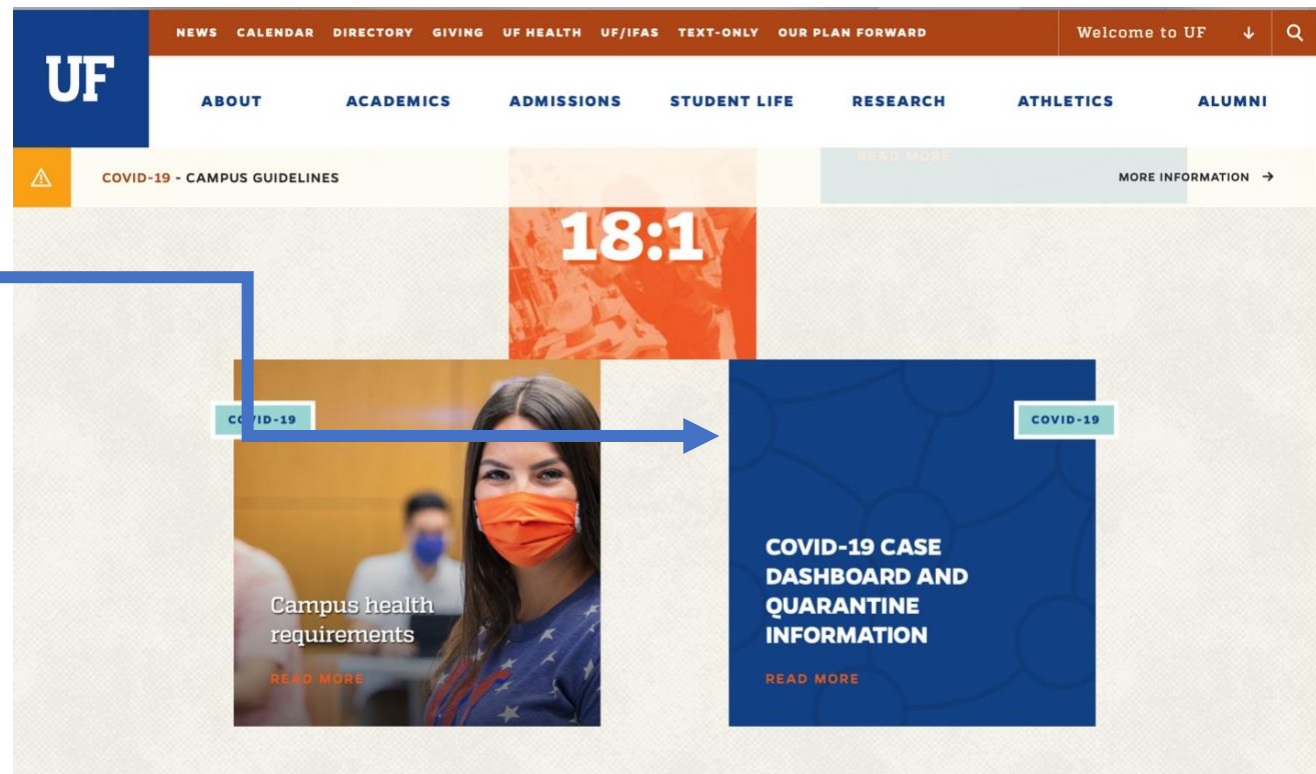 NEWS CALENDAR DIRECTORY GIVING UF HEALTH UF/IFAS TEXT-ONLY OUR PLAN FORWARD Welcome to UF
UF
ABOUT ACADEMICS ADMISSIONS STUDENT LIFE RESEARCH ATHLETICS ALUMNI
READ MORE
COVID-19 - CAMPUS GUIDELINES MORE INFORMATION →
18:1
COVID-19
Campus health
requirements
READ MORE
COVID-19
COVID-19 CASE
DASHBOARD AND
QUARANTINE
INFORMATION
READ MORE